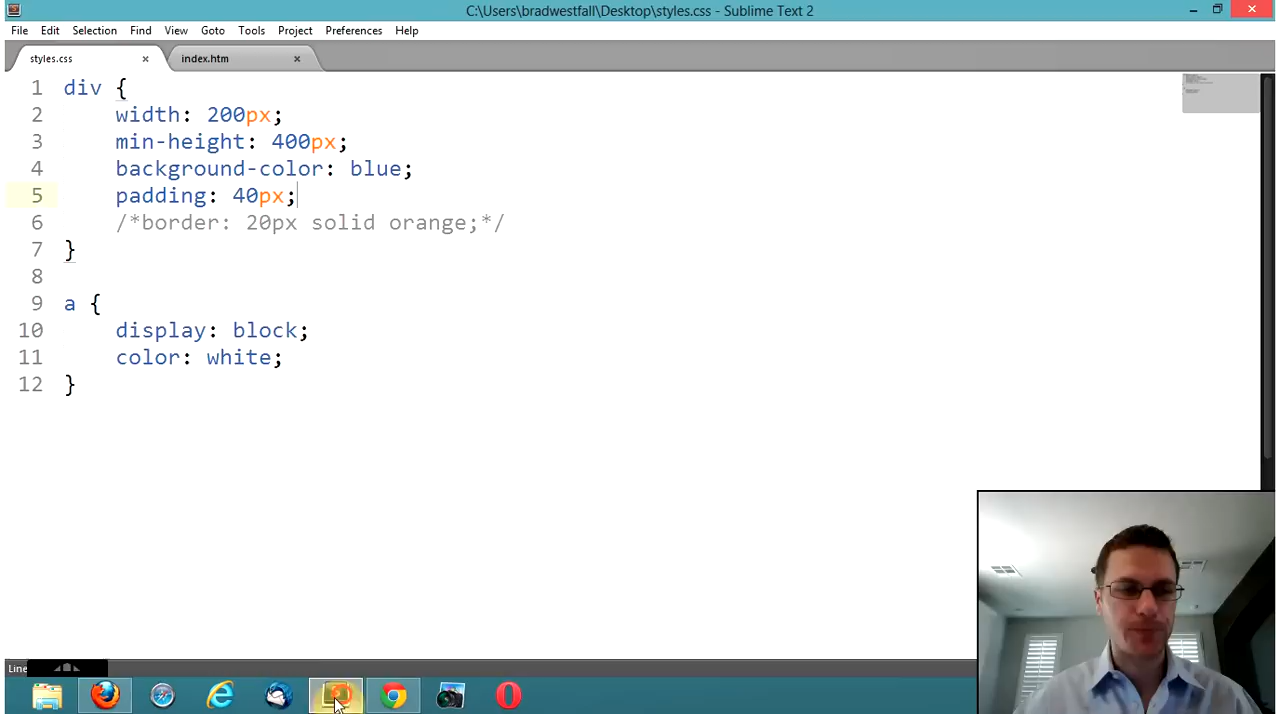 C:\Users\bradwestfall\Desktop\styles.css - Sublime Text 2
File Edit Selection Find View Goto Tools Project Preferences Help
styles.css × index.htm ×
1 div {
2 width: 200px;
3 min-height: 400px;
4 background-color: blue;
5 padding: 40px;
6 /*border: 20px solid orange;*/
7 }
8
9 a {
10 display: block;
11 color: white;
12 }
Line